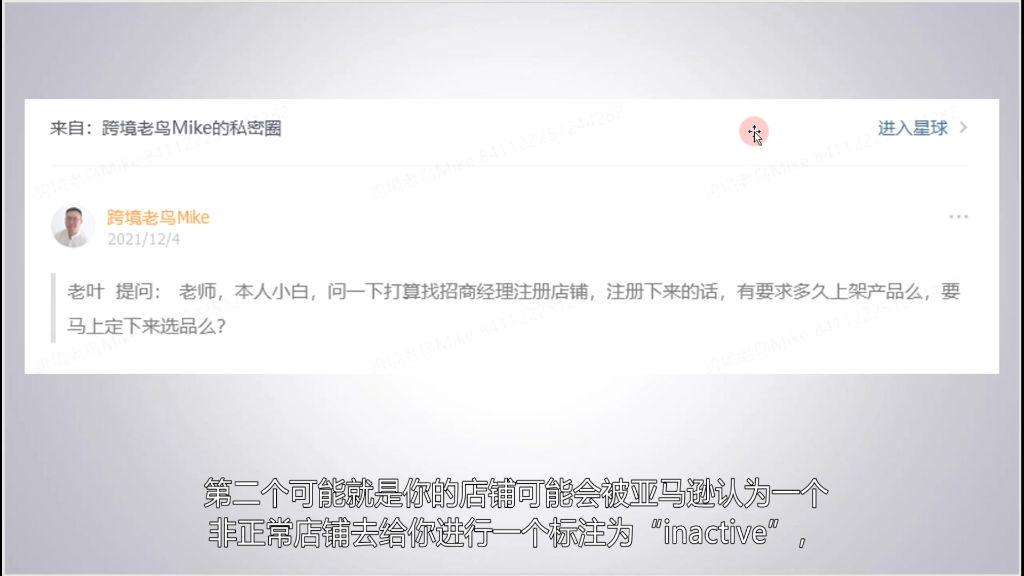 来自：跨境老鸟Mike的私密圈
进入星球
跨境老鸟Mike
2021/12/4
老叶 提问： 老师，本人小白，问一下打算找招商经理注册店铺，注册下来的话，有要求多久上架产品么，要
马上定下来选品么？
第二个可能就是你的店铺可能会被亚马逊认为一个
非正常店铺去给你进行一个标注为“inactive”，